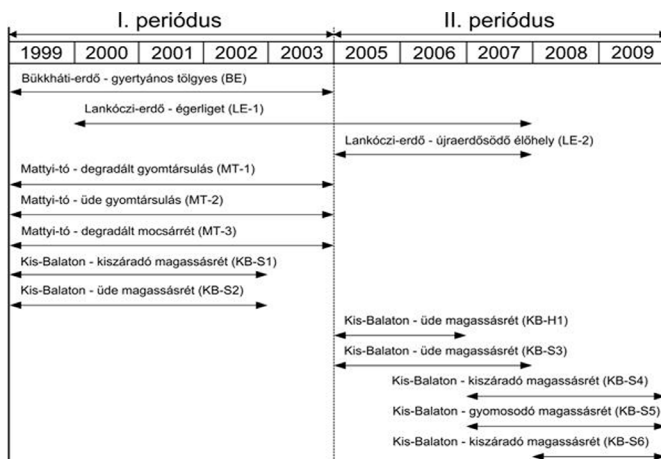 I. periódus II. periódus
1999 2000 2001 2002 2003 2005 2006 2007 2008 2009
Bükkháti-erdő - gyertyános tölgyes (BE)
Lankóczi-erdő - égerliget (LE-1)
Lankóczi-erdő - újraerdősödő élőhely (LE-2)
Mattyi-tó - degradált gyomtársulás (MT-1)
Mattyi-tó - üde gyomtársulás (MT-2)
Mattyi-tó - degradált mocsárrét (MT-3)
Kis-Balaton - kiszáradó magassásrét (KB-S1)
Kis-Balaton - üde magassásrét (KB-S2)
Kis-Balaton - üde magassásrét (KB-H1)
Kis-Balaton - üde magassásrét (KB-S3)
Kis-Balaton - kiszáradó magassásrét (KB-S4)
Kis-Balaton - gyomosodó magassásrét (KB-S5)
Kis-Balaton - kiszáradó magassásrét (KB-S6)